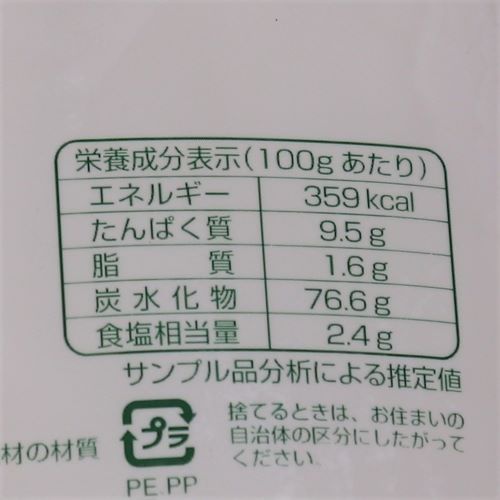 栄養成分表示(100gあたり)
エネルギー 359kcal
たんぱく質 9.5g
脂質 1.6g
炭水化物 76.6g
食塩相当量 2.4g
サンプル品分析による推定値
材の材質
プラ
PE,PP
捨てるときは、お住まいの
自治体の区分にしたがって
ください。